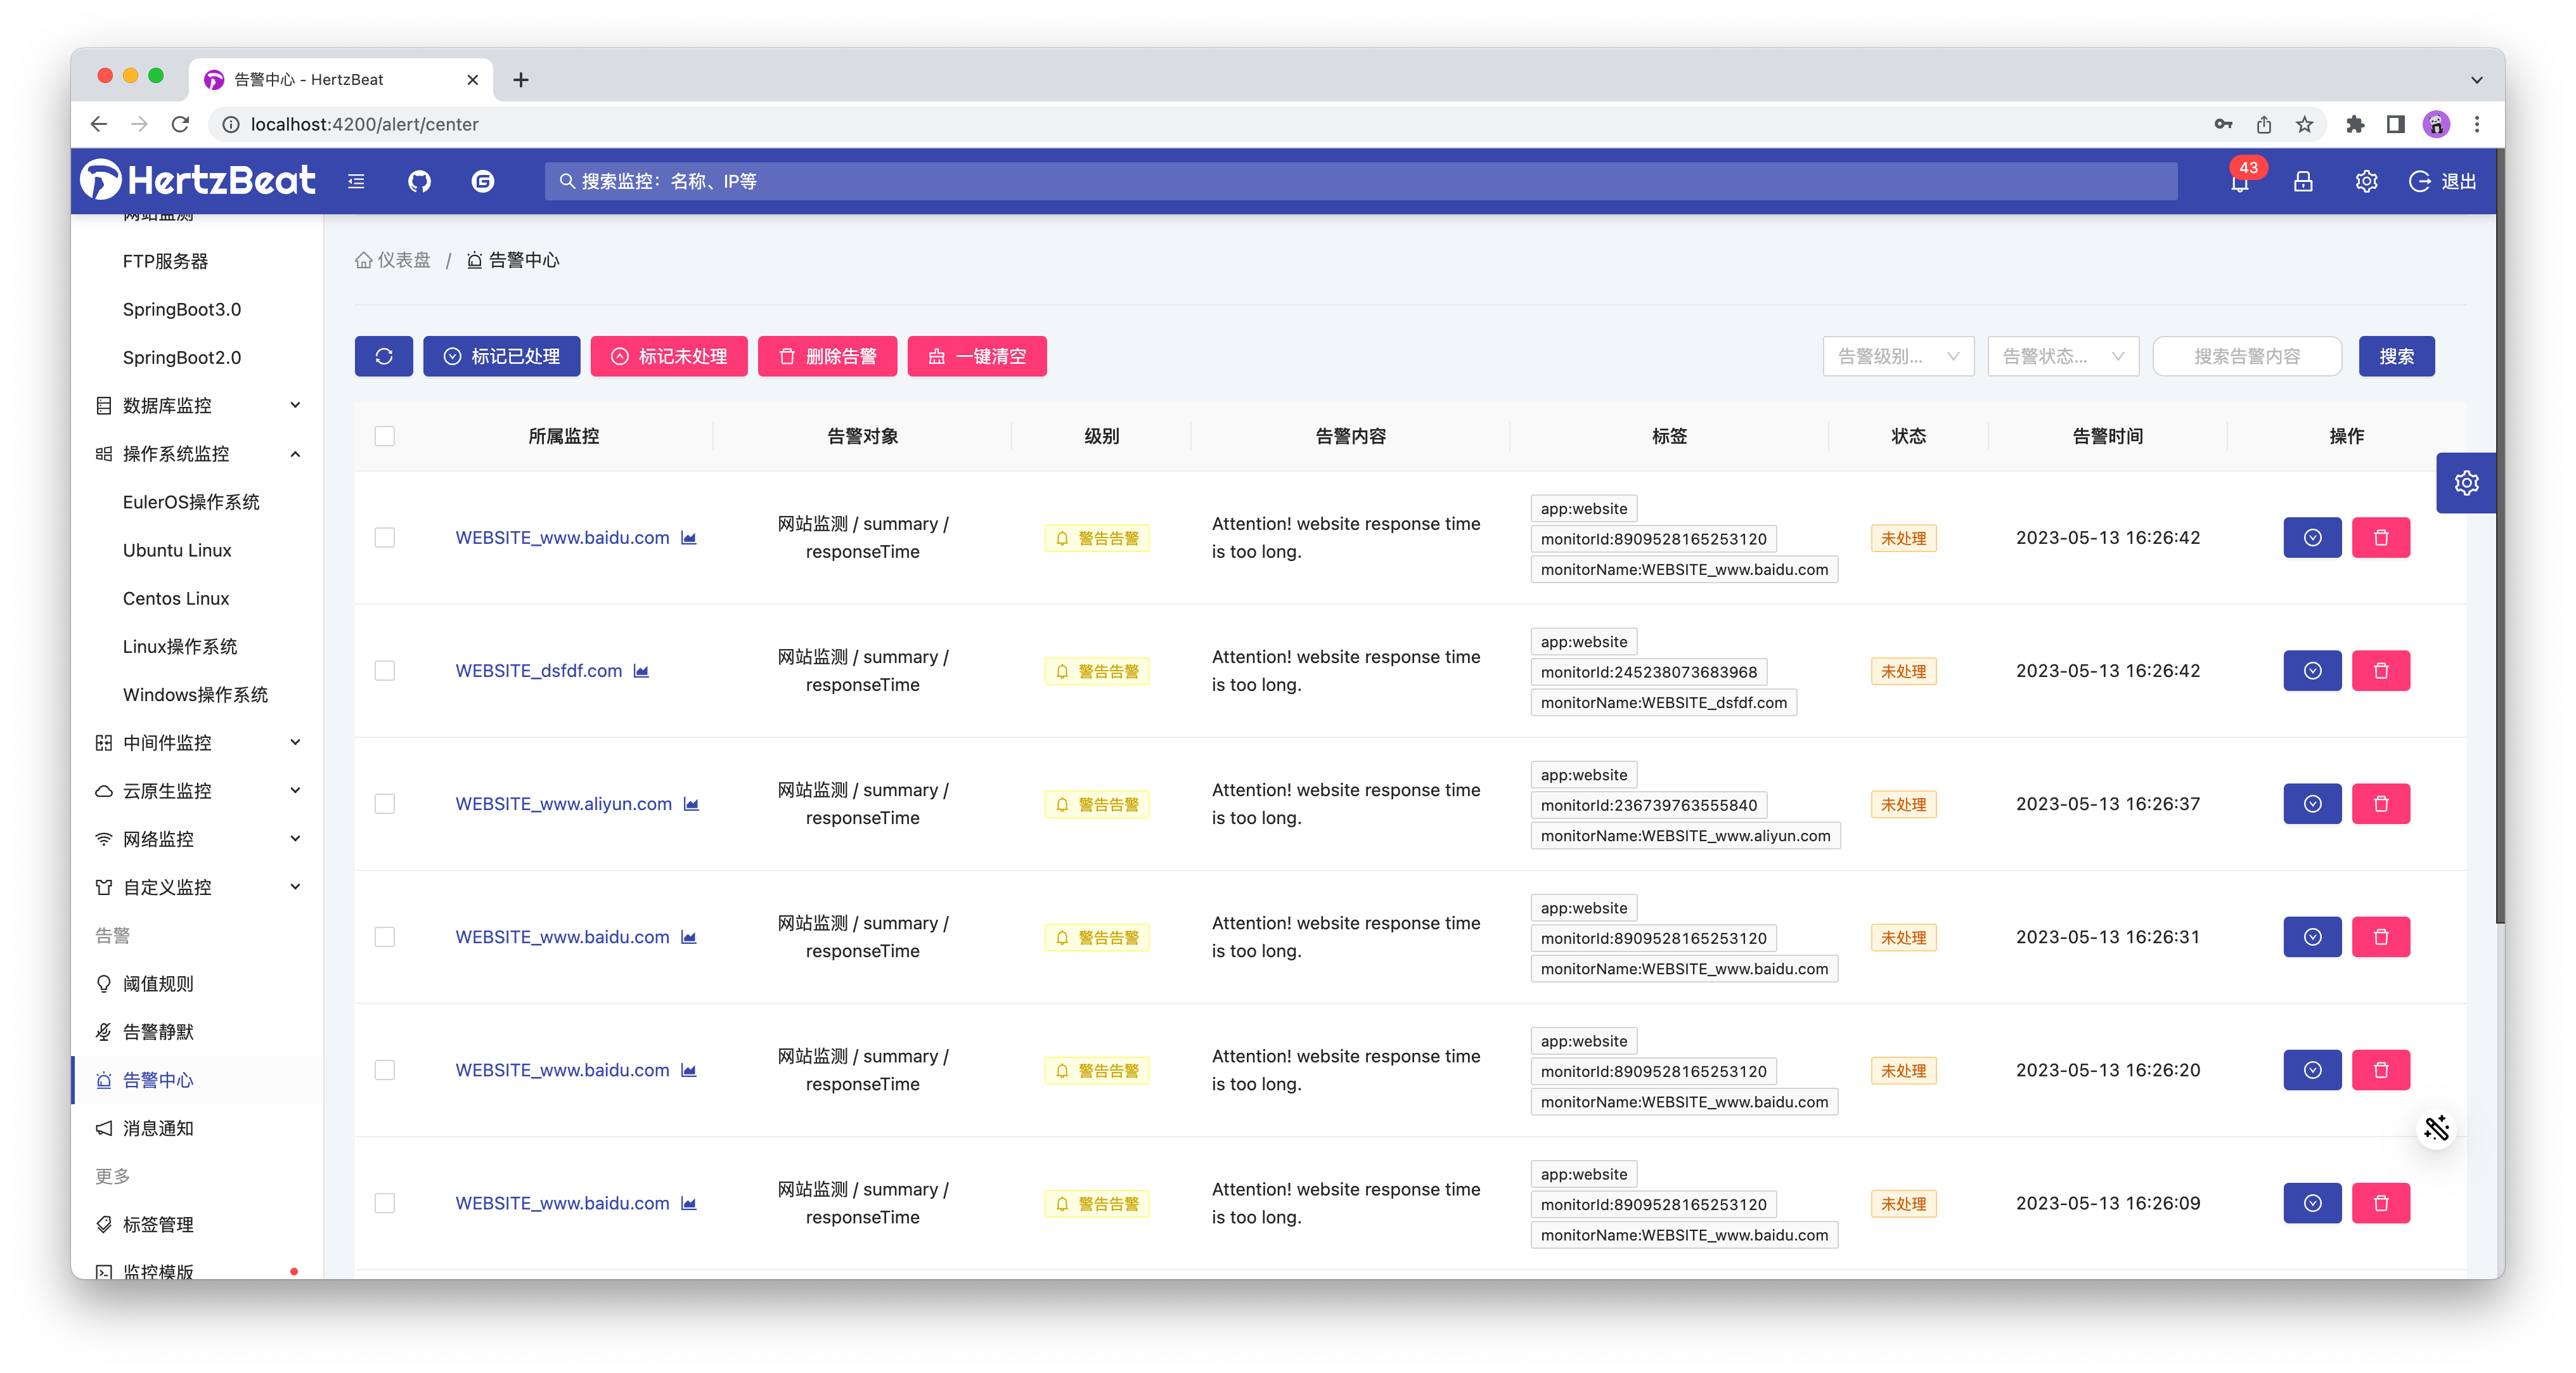 告警中心 - HertzBeat
localhost:4200/alert/center
HertzBeat
搜索监控：名称、IP等
43
退出
网站监测
FTP服务器
SpringBoot3.0
SpringBoot2.0
数据库监控
操作系统监控
EulerOS操作系统
Ubuntu Linux
Centos Linux
Linux操作系统
Windows操作系统
中间件监控
云原生监控
网络监控
自定义监控
告警
阈值规则
告警静默
告警中心
消息通知
更多
标签管理
监控模版
仪表盘 / 告警中心
标记已处理 标记未处理 删除告警 一键清空
告警级别... 告警状态... 搜索告警内容 搜索
所属监控 告警对象 级别 告警内容 标签 状态 告警时间 操作
WEBSITE_www.baidu.com
网站监测 / summary /
responseTime
警告告警
Attention! website response time
is too long.
app:website
monitorId:8909528165253120
monitorName:WEBSITE_www.baidu.com
未处理
2023-05-13 16:26:42
WEBSITE_dsfdf.com
网站监测 / summary /
responseTime
警告告警
Attention! website response time
is too long.
app:website
monitorId:245238073683968
monitorName:WEBSITE_dsfdf.com
未处理
2023-05-13 16:26:42
WEBSITE_www.aliyun.com
网站监测 / summary /
responseTime
警告告警
Attention! website response time
is too long.
app:website
monitorId:236739763555840
monitorName:WEBSITE_www.aliyun.com
未处理
2023-05-13 16:26:37
WEBSITE_www.baidu.com
网站监测 / summary /
responseTime
警告告警
Attention! website response time
is too long.
app:website
monitorId:8909528165253120
monitorName:WEBSITE_www.baidu.com
未处理
2023-05-13 16:26:31
WEBSITE_www.baidu.com
网站监测 / summary /
responseTime
警告告警
Attention! website response time
is too long.
app:website
monitorId:8909528165253120
monitorName:WEBSITE_www.baidu.com
未处理
2023-05-13 16:26:20
WEBSITE_www.baidu.com
网站监测 / summary /
responseTime
警告告警
Attention! website response time
is too long.
app:website
monitorId:8909528165253120
monitorName:WEBSITE_www.baidu.com
未处理
2023-05-13 16:26:09